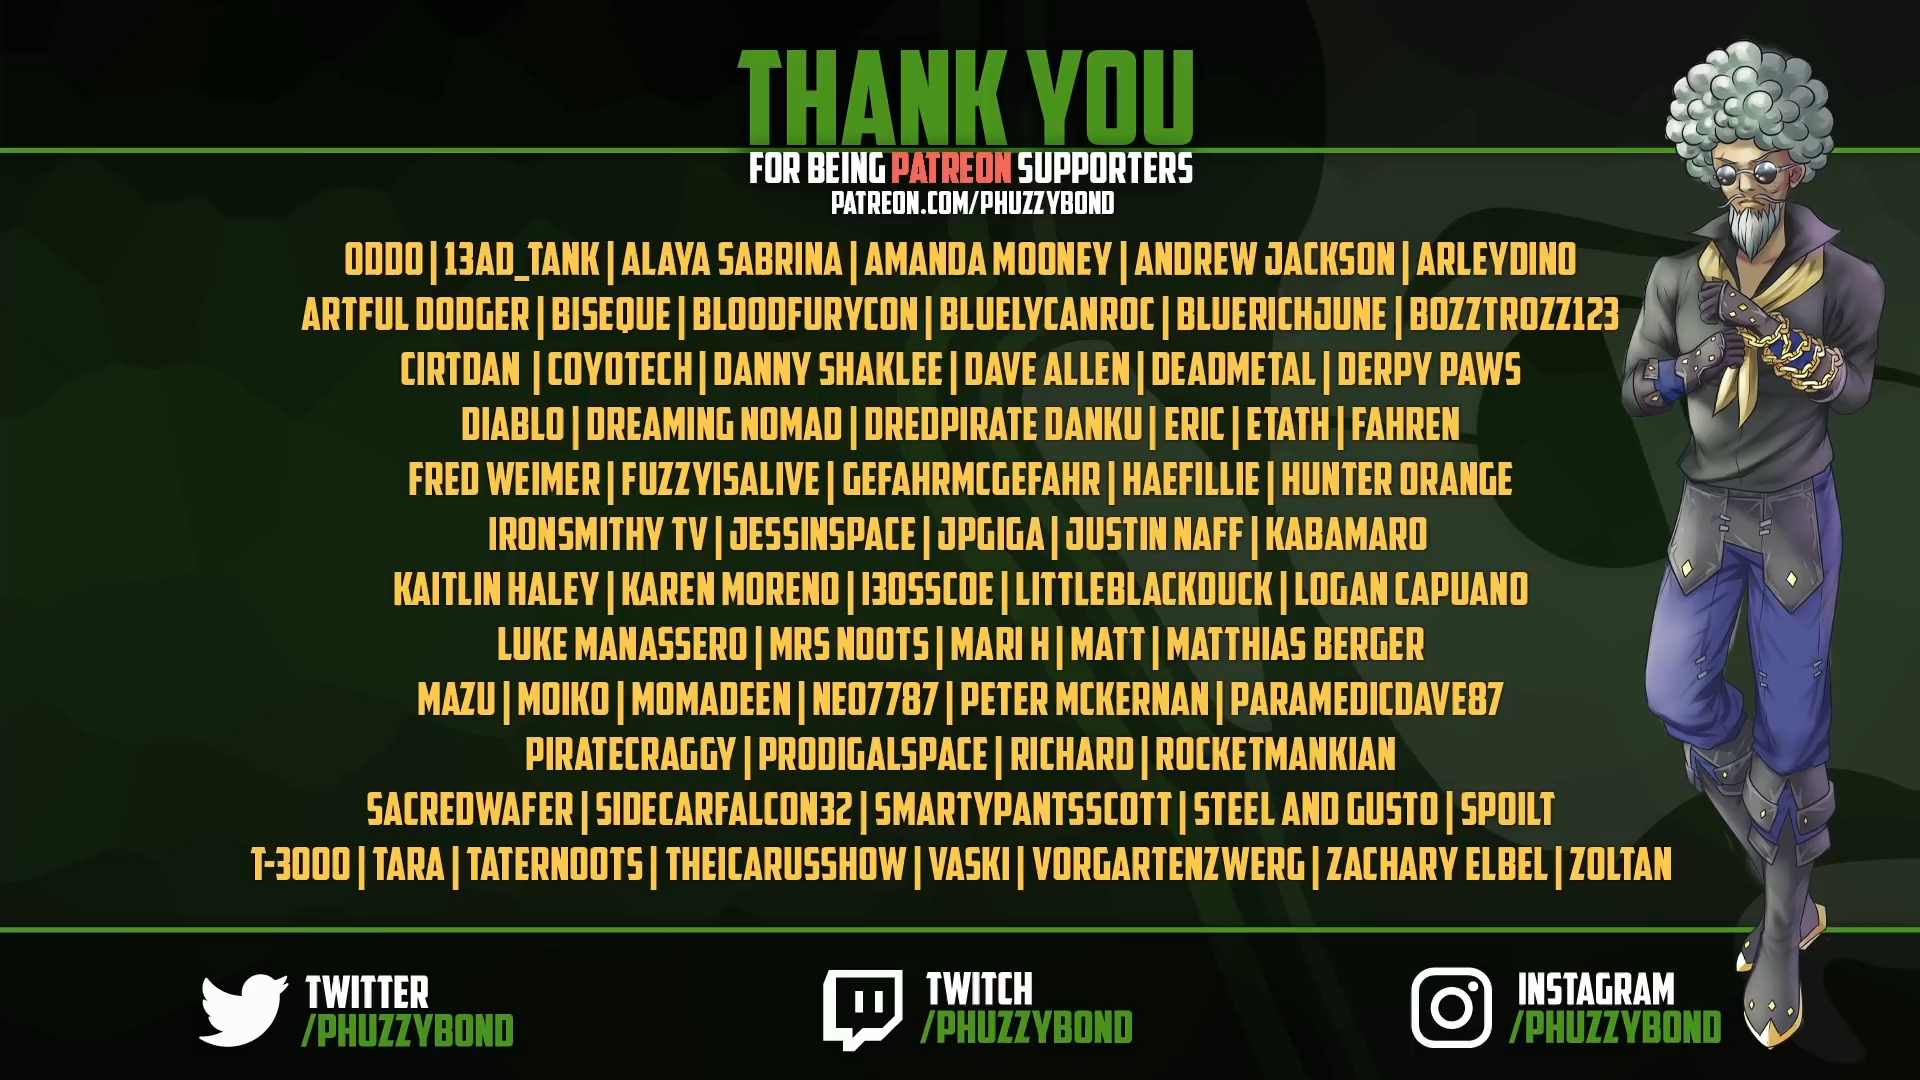 THANK YOU
FOR BEING PATREON SUPPORTERS
PATREON.COM/PHUZZYBOND
ODDO | 13AD_TANK | ALAYA SABRINA | AMANDA MOONEY | ANDREW JACKSON | ARLEYDINO
ARTFUL DODGER | BISEQUE | BLOODFURYCON | BLUELYCANROC | BLUERICHJUNE | BOZZTROZZ123
CIRTDAN | COYOTECH | DANNY SHAKLEE | DAVE ALLEN | DEADMETAL | DERPY PAWS
DIABLO | DREAMING NOMAD | DREDPIRATE DANKU | ERIC | ETATH | FAHREN
FRED WEIMER | FUZZYISALIVE | GEFAHRMCGEFAHR | HAEFILLIE | HUNTER ORANGE
IRONSMITHY TV | JESSINSPACE | JPGIGA | JUSTIN NAFF | KABAMARO
KAITLIN HALEY | KAREN MORENO | I30SSCOE | LITTLEBLACKDUCK | LOGAN CAPUANO
LUKE MANASSERO | MRS NOOTS | MARI H | MATT | MATTHIAS BERGER
MAZU | MOIKO | MOMADEEN | NEO7787 | PETER MCKERNAN | PARAMEDICDAVE87
PIRATECRAGGY | PRODIGALSPACE | RICHARD | ROCKETMANKIAN
SACREDWAFER | SIDECARFALCON32 | SMARTYPANTSSCOTT | STEEL AND GUSTO | SPOILT
T-3000 | TARA | TATERNOOTS | THEICARUSSHOW | VASKI | VORGARTENZWERG | ZACHARY ELBEL | ZOLTAN
TWITTER
/PHUZZYBOND
TWITCH
/PHUZZYBOND
INSTAGRAM
/PHUZZYBOND